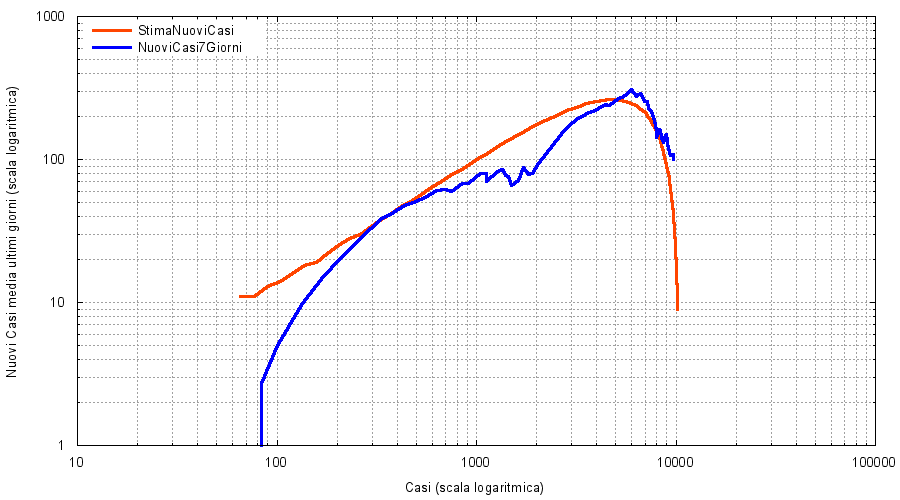 1000
100
10
1
StimaNuoviCasi
NuoviCasi7Giorni
Nuovi Casi media ultimi giorni (scala logaritmica)
10
100
1000
10000
100000
Casi (scala logaritmica)